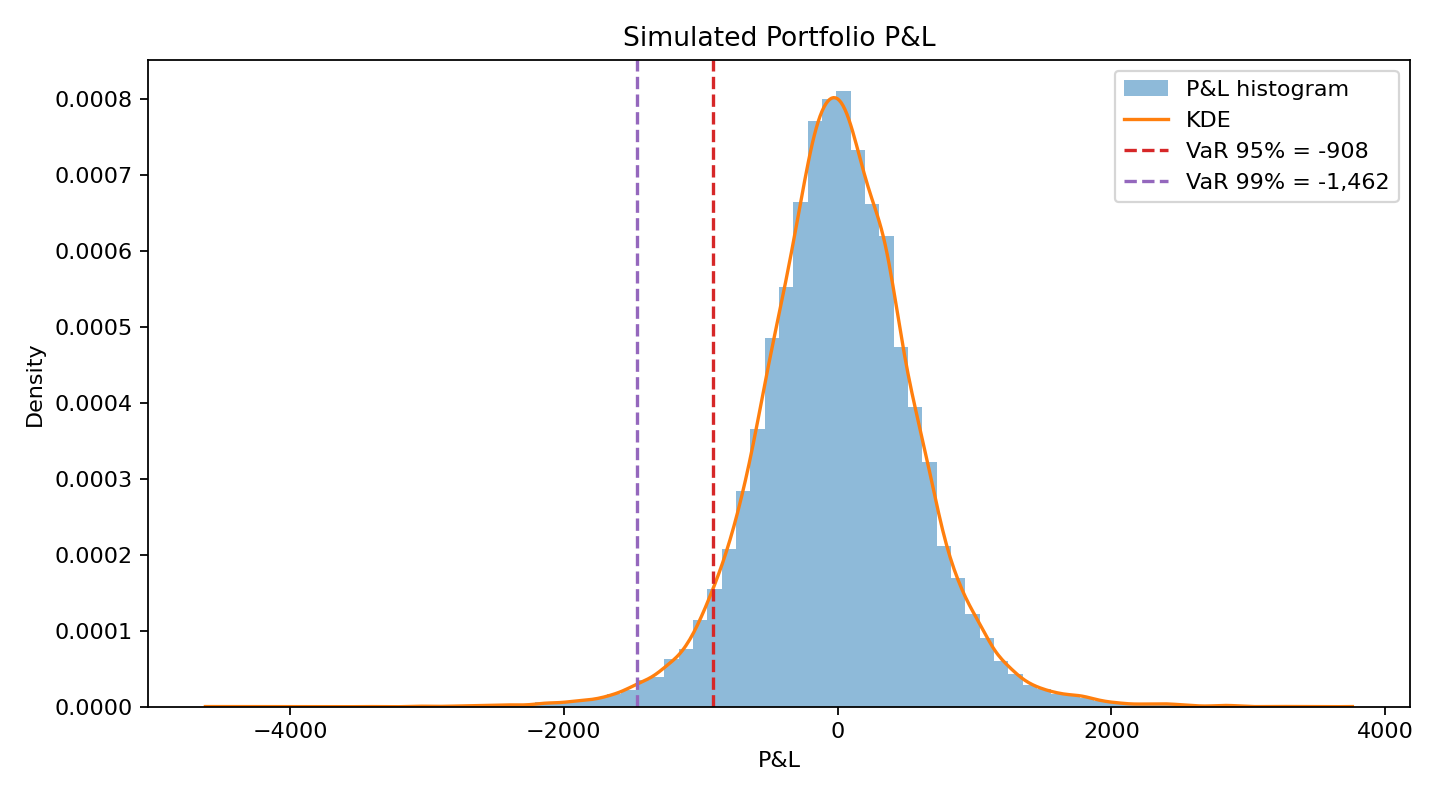 Simulated Portfolio P&L
P&L histogram
KDE
VaR 95% = -908
VaR 99% = -1,462
Density
0.0008
0.0007
0.0006
0.0005
0.0004
0.0003
0.0002
0.0001
0.0000
−4000
−2000
0
2000
4000
P&L